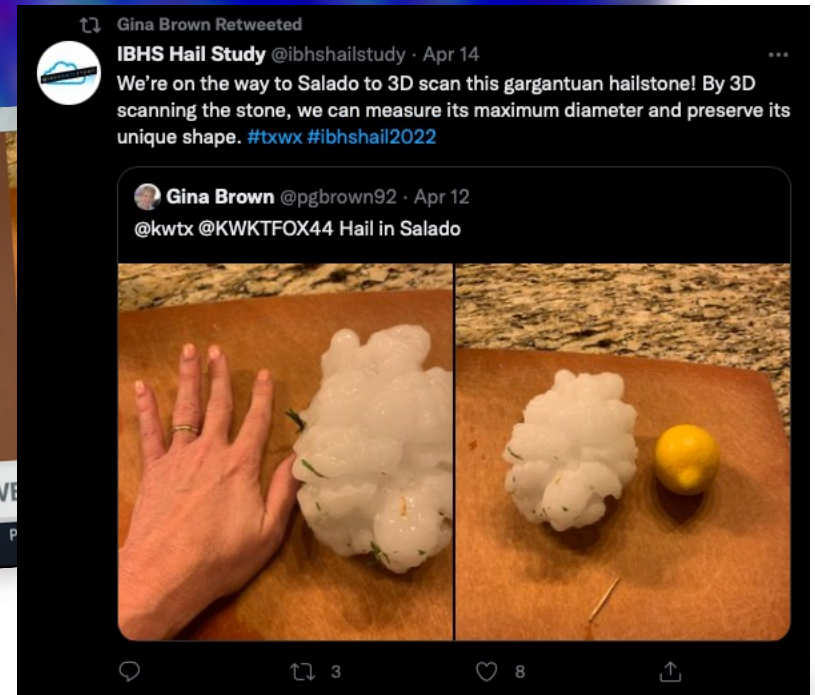 Gina Brown Retweeted
IBHS Hail Study @ibhshailstudy · Apr 14
We're on the way to Salado to 3D scan this gargantuan hailstone! By 3D
scanning the stone, we can measure its maximum diameter and preserve its
unique shape. #txwx #ibhshail2022
Gina Brown @pgbrown92 · Apr 12
@kwtx @KWKTFOX44 Hail in Salado
3 8